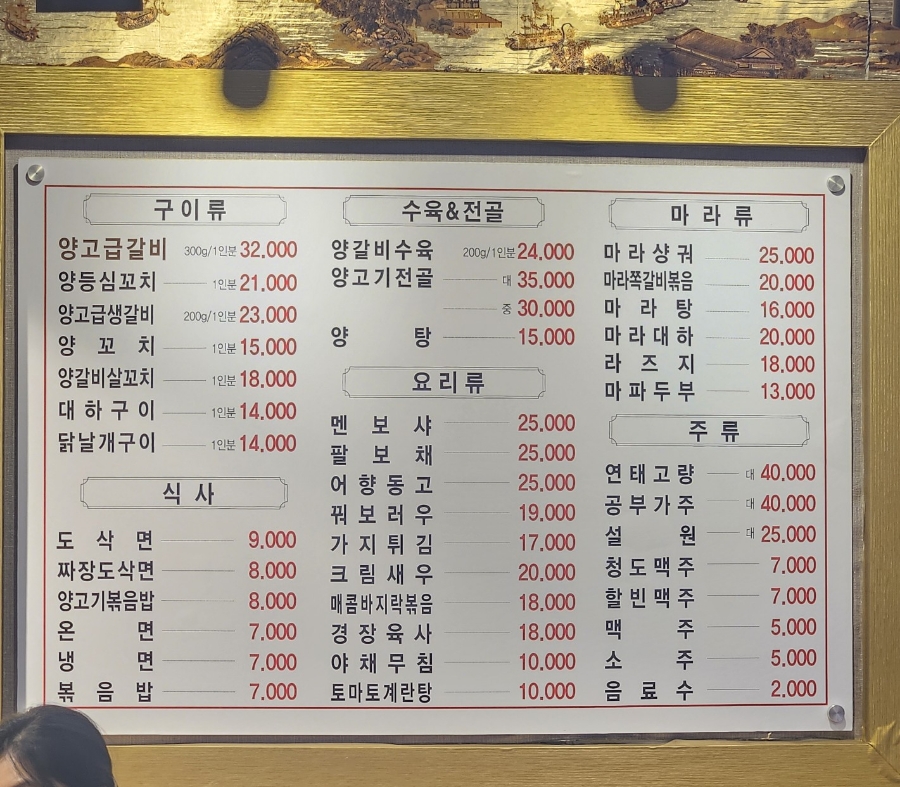 구이류
양고급갈비 300g/1인분 32,000
양등심꼬치 1인분 21,000
양고급생갈비 200g/1인분 23,000
양 꼬 치 1인분 15,000
양갈비살꼬치 1인분 18,000
대 하 구 이 1인분 14,000
닭날개구이 1인분 14,000
식 사
도 삭 면 9.000
짜장도삭면 8.000
양고기볶음밥 8.000
온 면 7.000
냉 면 7.000
볶 음 밥 7.000
수육&전골
양갈비수육 200g/1인분 24,000
양고기전골 대 35,000
중 30,000
양 탕 15,000
요리류
멘 보 샤 25,000
팔 보 채 25,000
어 향 동 고 25,000
꿔 보 러 우 19,000
가 지 튀 김 17,000
크 림 새 우 20,000
매콤바지락볶음 18,000
경 장 육 사 18,000
야 채 무 침 10,000
토마토계란탕 10,000
마 라 류
마 라 샹 궈 25,000
마라쪽갈비볶음 20,000
마 라 탕 16,000
마 라 대 하 20,000
라 즈 지 18,000
마 파 두 부 13,000
주 류
연 태 고 량 대 40,000
공 부 가 주 대 40,000
설 원 대 25,000
청 도 맥 주 7,000
할 빈 맥 주 7,000
맥 주 5,000
소 주 5,000
음 료 수 2,000